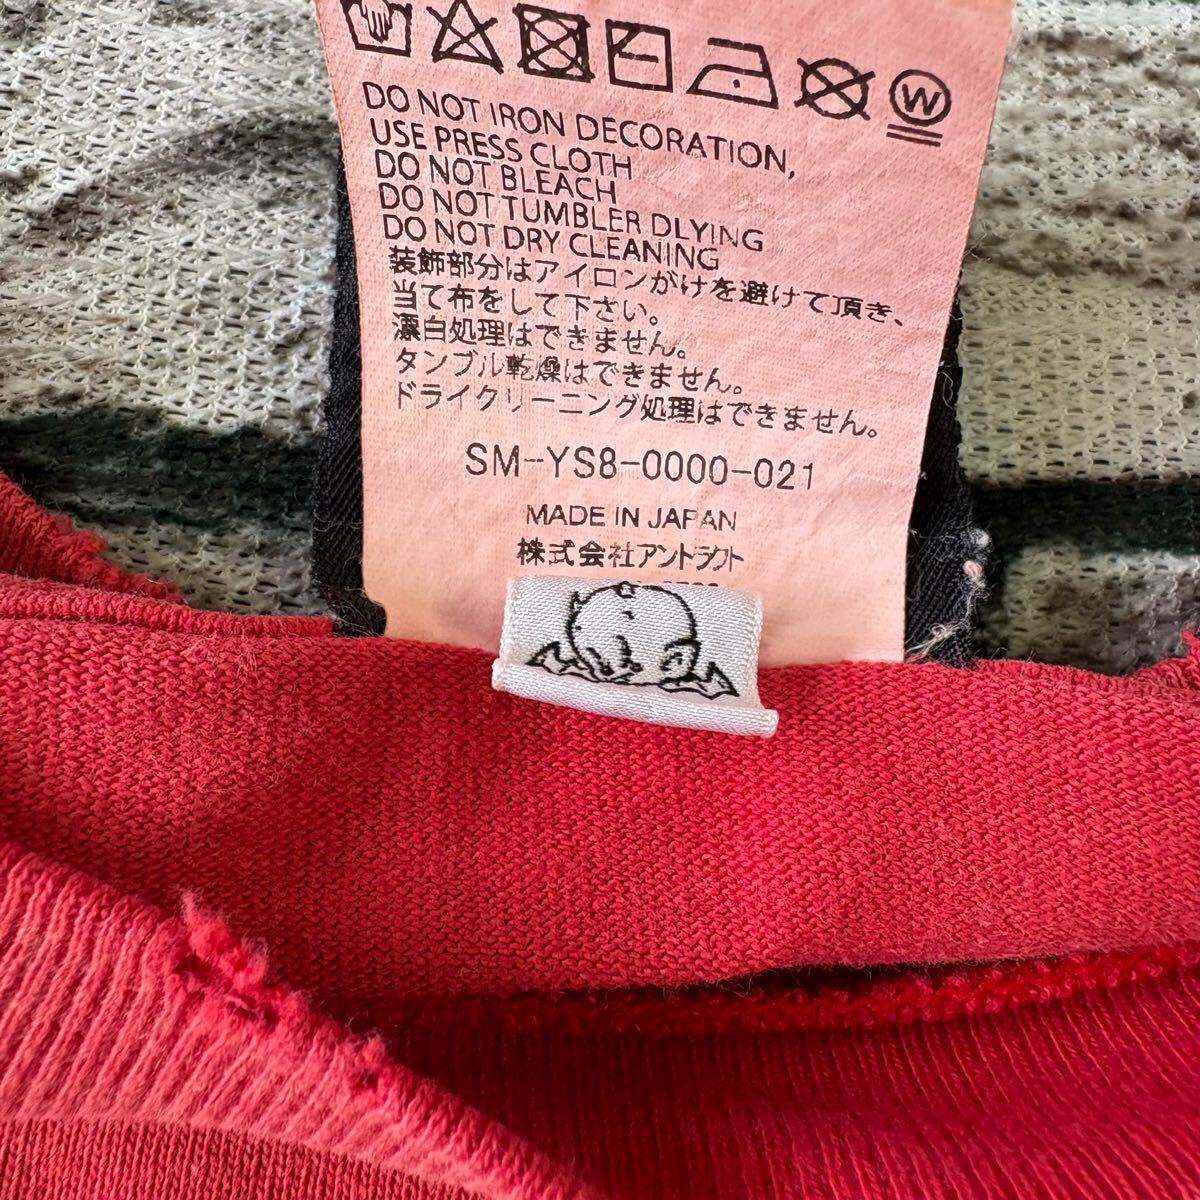 W
DO NOT IRON DECORATION,
USE PRESS CLOTH
DO NOT BLEACH
DO NOT TUMBLER DLYING
DO NOT DRY CLEANING
装飾部分はアイロンがけを避けて頂き、
当て布をして下さい。
漂白処理はできません。
タンブル乾燥はできません。
ドライクリーニング処理はできません。
SM-YS8-0000-021
MADE IN JAPAN
株式会社アントラクト